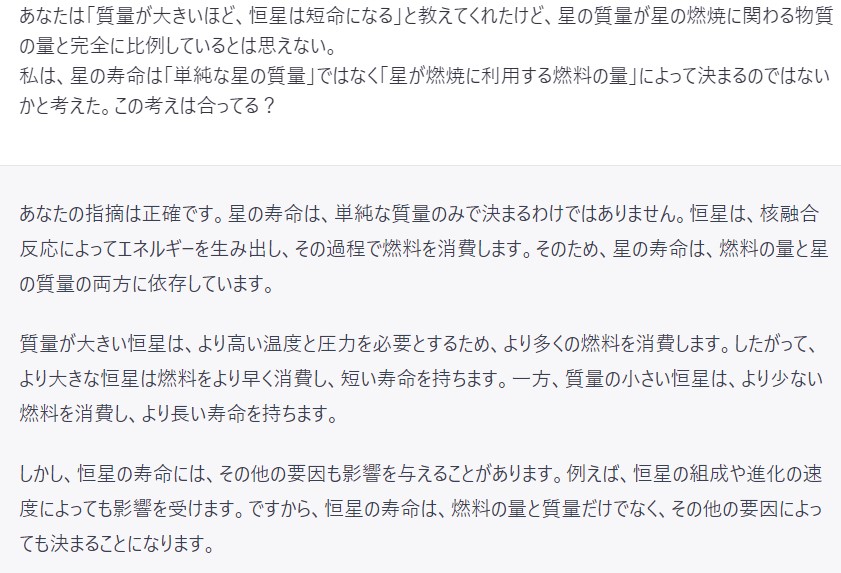 あなたは「質量が大きいほど、恒星は短命になる」と教えてくれたけど、星の質量が星の燃焼に関わる物質
の量と完全に比例しているとは思えない。
私は、星の寿命は「単純な星の質量」ではなく「星が燃焼に利用する燃料の量」によって決まるのではない
かと考えた。この考えは合ってる？
あなたの指摘は正確です。星の寿命は、単純な質量のみで決まるわけではありません。恒星は、核融合
反応によってエネルギーを生み出し、その過程で燃料を消費します。そのため、星の寿命は、燃料の量と星
の質量の両方に依存しています。
質量が大きい恒星は、より高い温度と圧力を必要とするため、より多くの燃料を消費します。したがって、
より大きな恒星は燃料をより早く消費し、短い寿命を持ちます。一方、質量の小さい恒星は、より少ない
燃料を消費し、より長い寿命を持ちます。
しかし、恒星の寿命には、その他の要因も影響を与えることがあります。例えば、恒星の組成や進化の速
度によっても影響を受けます。ですから、恒星の寿命は、燃料の量と質量だけでなく、その他の要因によっ
ても決まることになります。